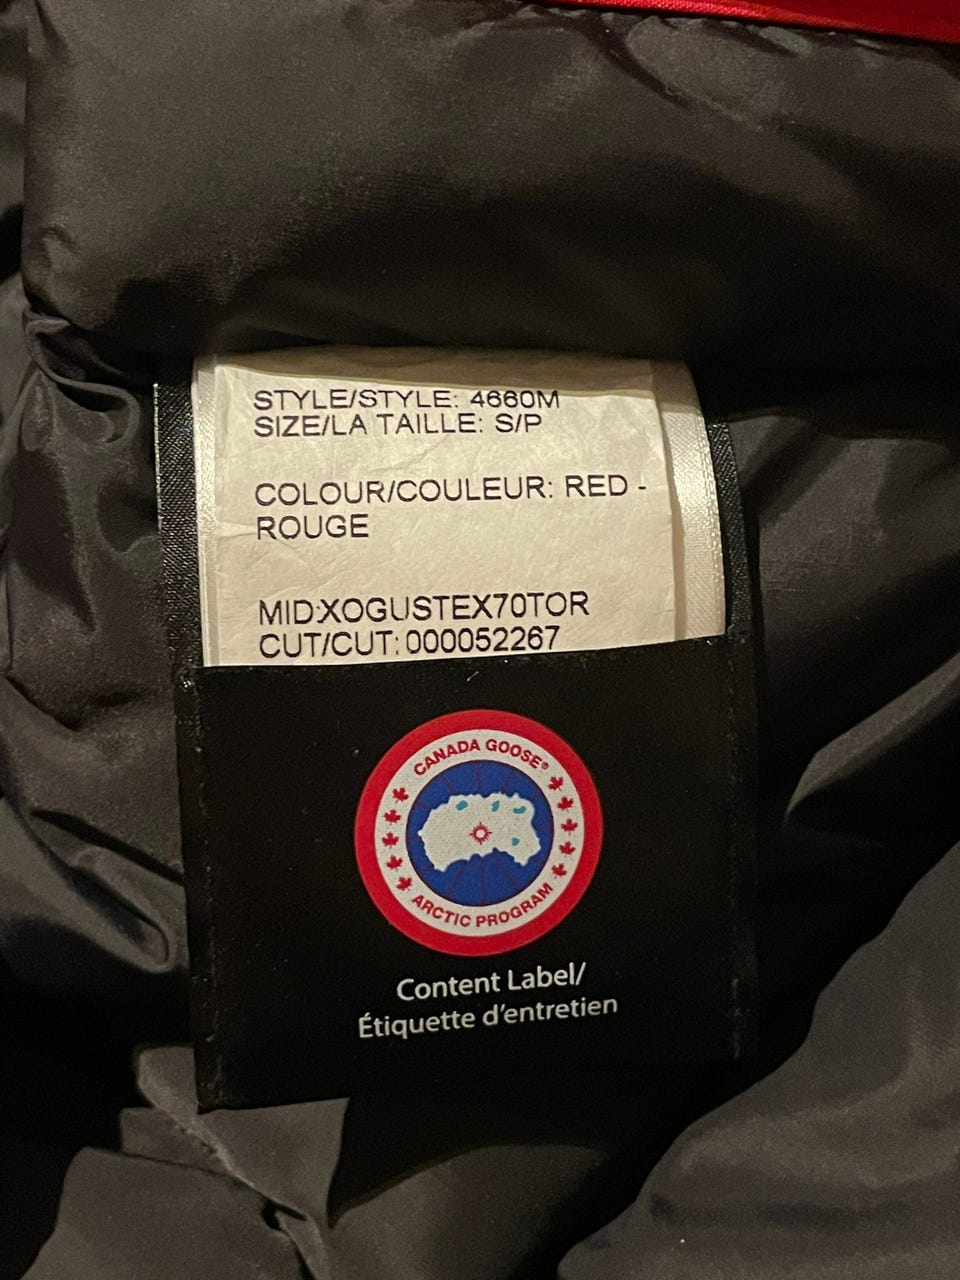 STYLE/STYLE: 4660M
SIZE/LA TAILLE: S/P
COLOUR/COULEUR: RED -
ROUGE
MID:XOGUSTEX70TOR
CUT/CUT: 000052267
CANADA GOOSE®
ARCTIC PROGRAM
Content Label/
Étiquette d'entretien